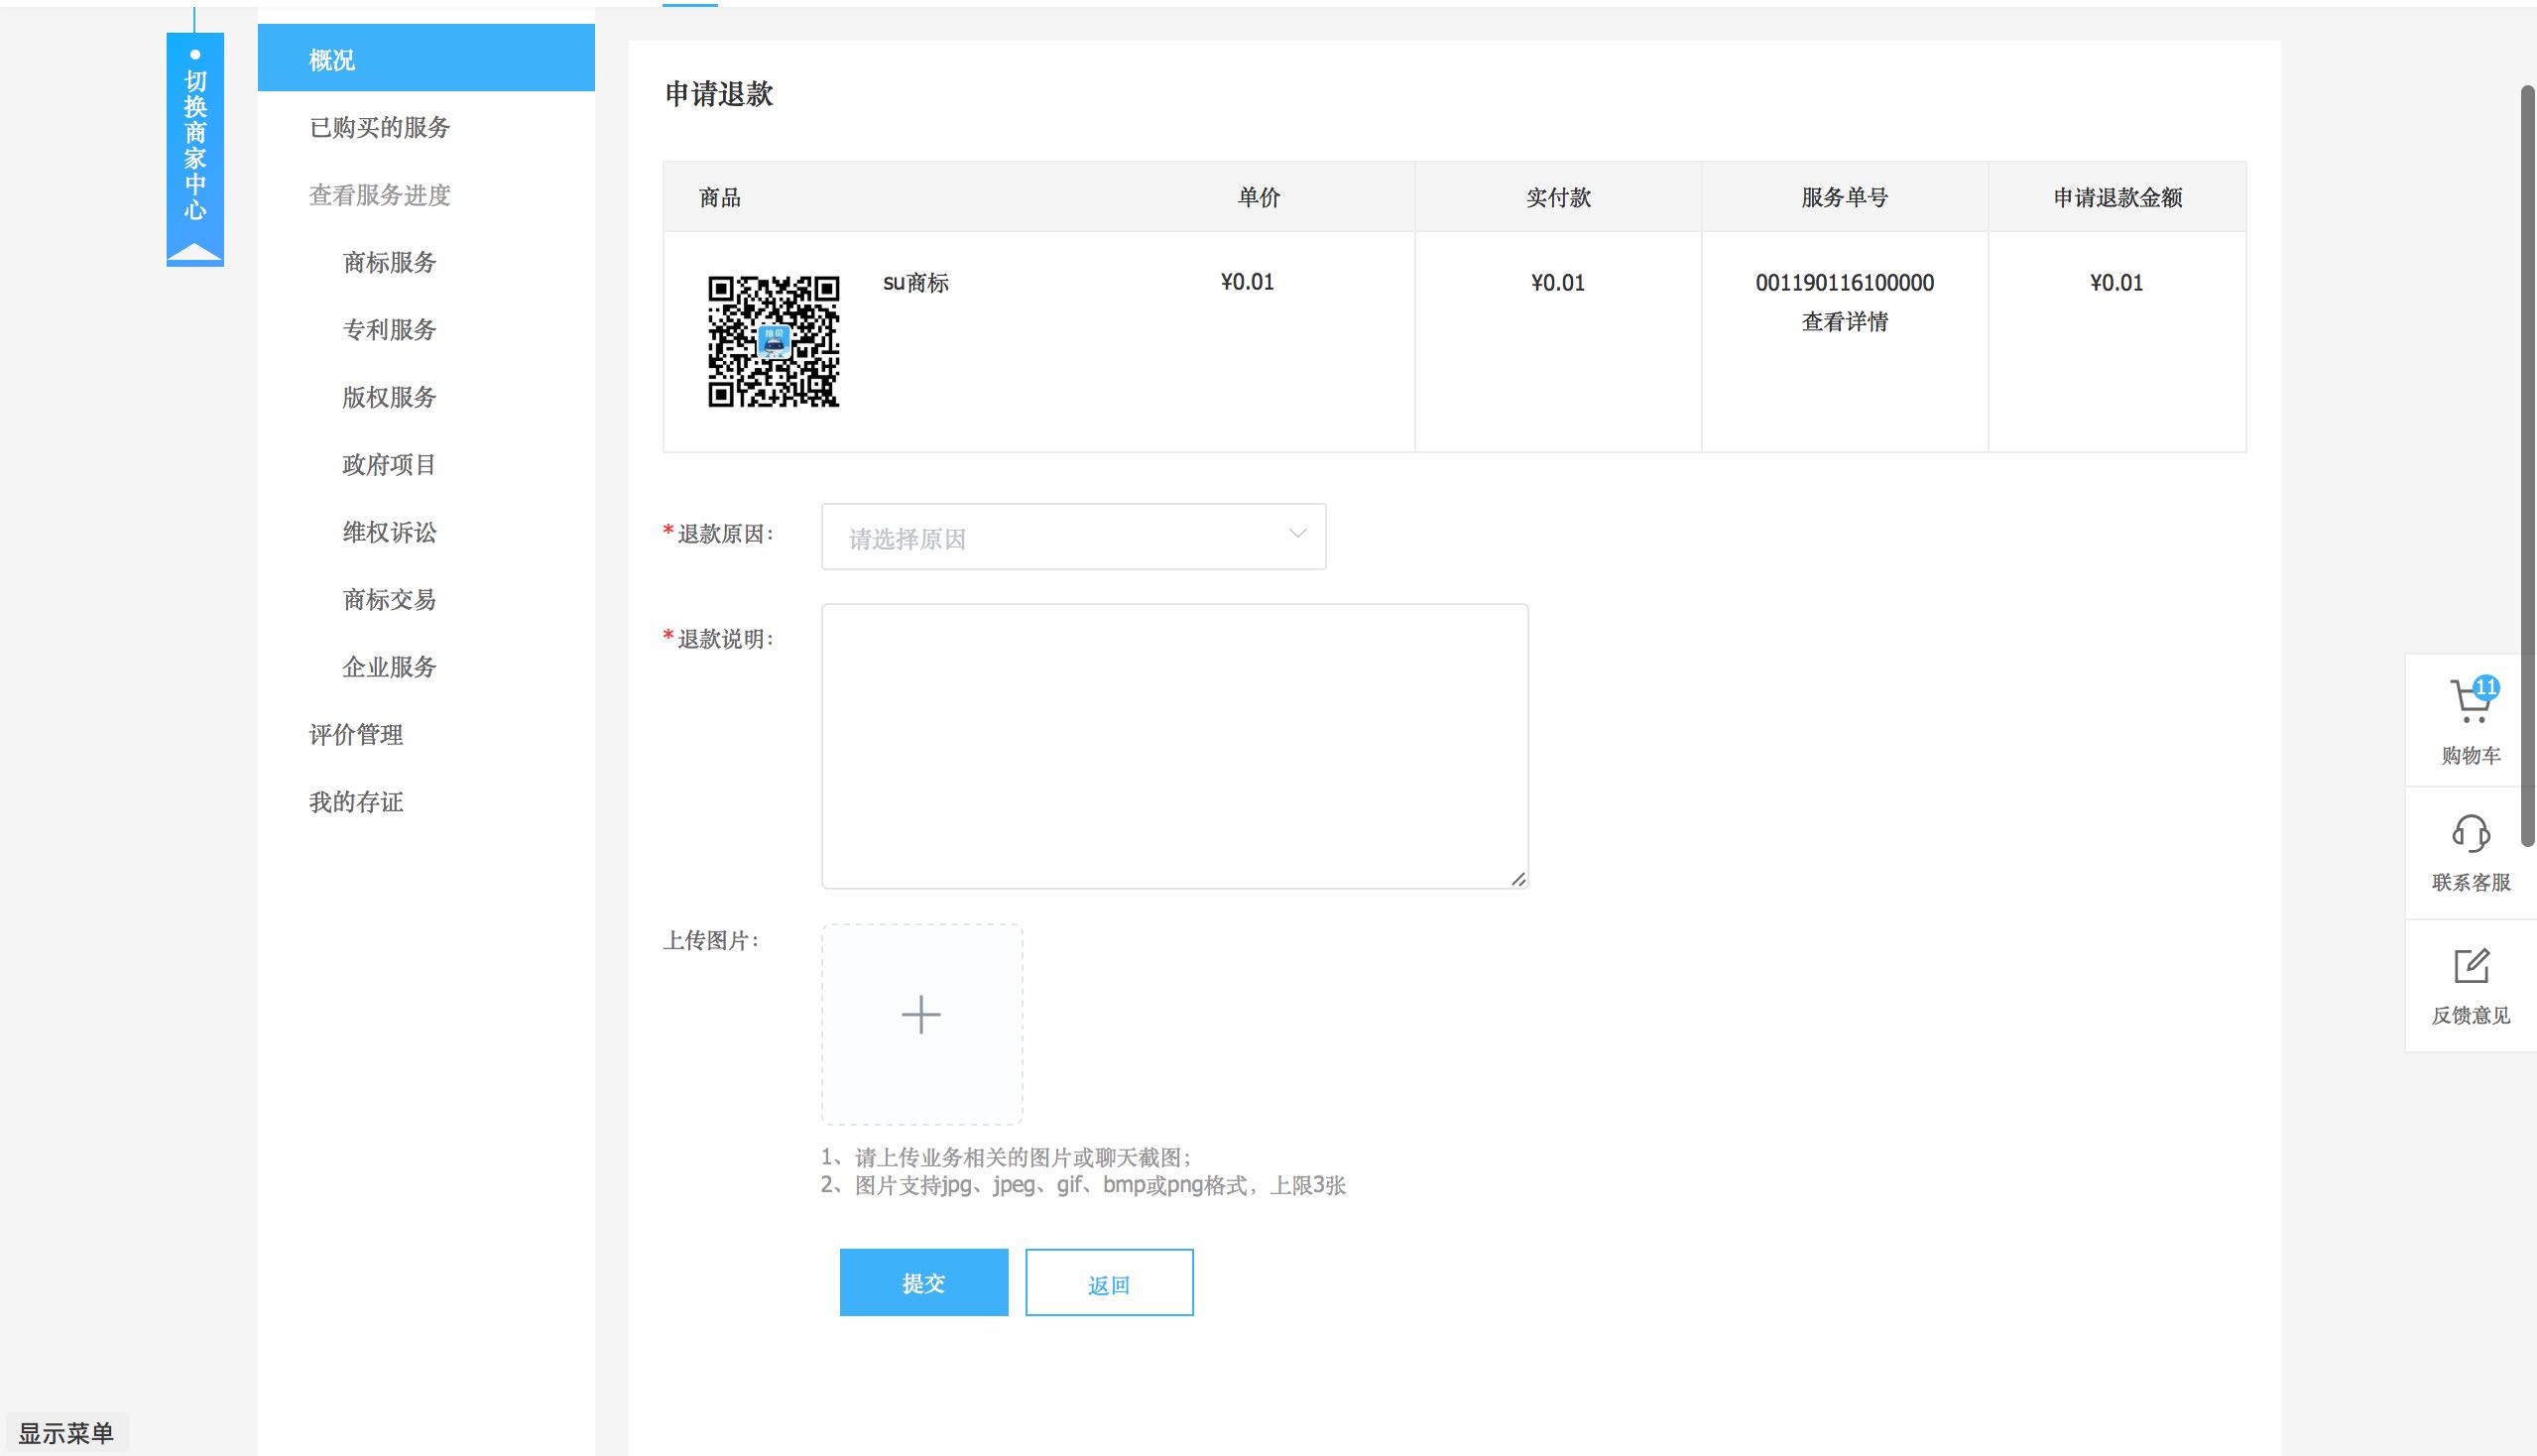 切换商家中心
概况
已购买的服务
查看服务进度
商标服务
专利服务
版权服务
政府项目
维权诉讼
商标交易
企业服务
评价管理
我的存证
申请退款
商品 单价 实付款 服务单号 申请退款金额
su商标 ¥0.01 ¥0.01 001190116100000 ¥0.01
查看详情
*退款原因：
请选择原因
*退款说明：
上传图片：
1、请上传业务相关的图片或聊天截图；
2、图片支持jpg、jpeg、gif、bmp或png格式，上限3张
提交 返回
11
购物车
联系客服
反馈意见
显示菜单